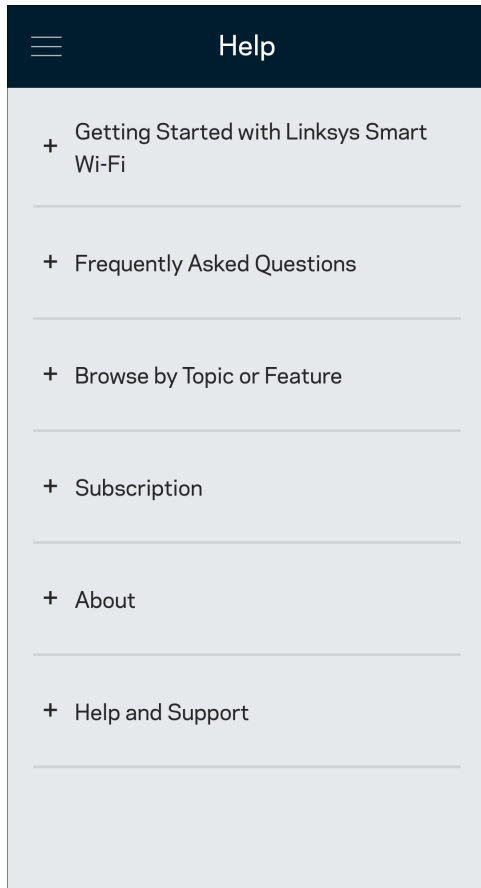 Help
+ Getting Started with Linksys Smart
Wi-Fi
+ Frequently Asked Questions
+ Browse by Topic or Feature
+ Subscription
+ About
+ Help and Support